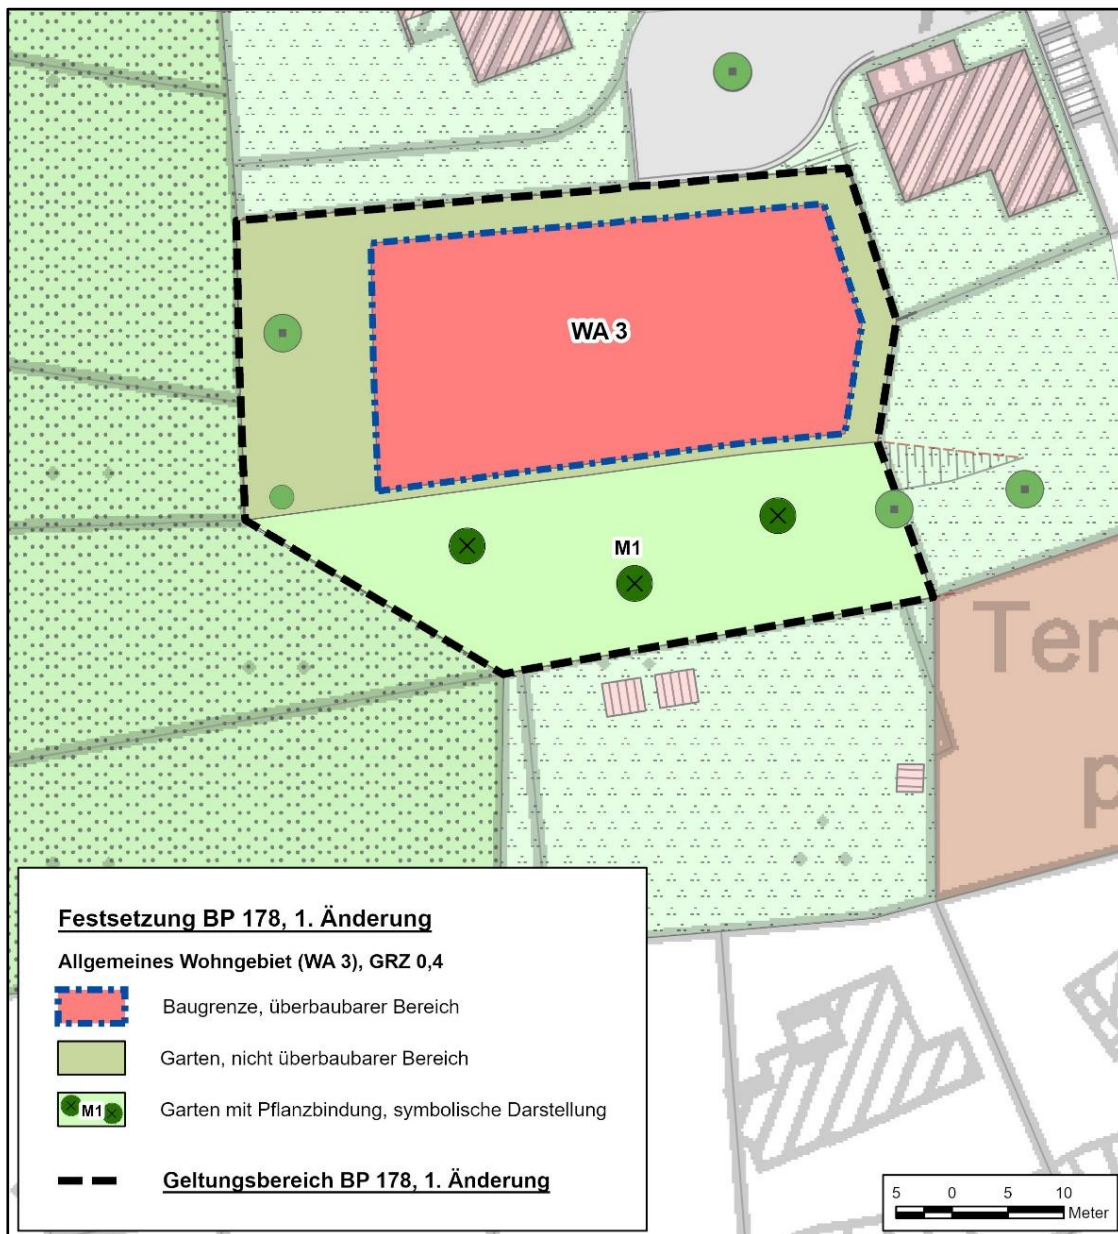 WA 3
M1
Ten
p
Festsetzung BP 178, 1. Änderung
Allgemeines Wohngebiet (WA 3), GRZ 0,4
Baugrenze, überbaubarer Bereich
Garten, nicht überbaubarer Bereich
M1 Garten mit Pflanzbindung, symbolische Darstellung
Geltungsbereich BP 178, 1. Änderung
5 0 5 10
Meter